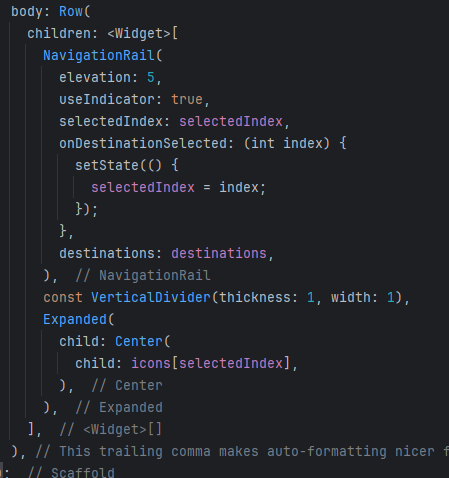 body: Row(
children: <Widget>[
NavigationRail(
elevation: 5,
useIndicator: true,
selectedIndex: selectedIndex,
onDestinationSelected: (int index) {
setState(() {
selectedIndex = index;
});
},
destinations: destinations,
), // NavigationRail
const VerticalDivider(thickness: 1, width: 1),
Expanded(
child: Center(
child: icons[selectedIndex],
), // Center
), // Expanded
], // <Widget>[]
), // This trailing comma makes auto-formatting nicer f
); // Scaffold